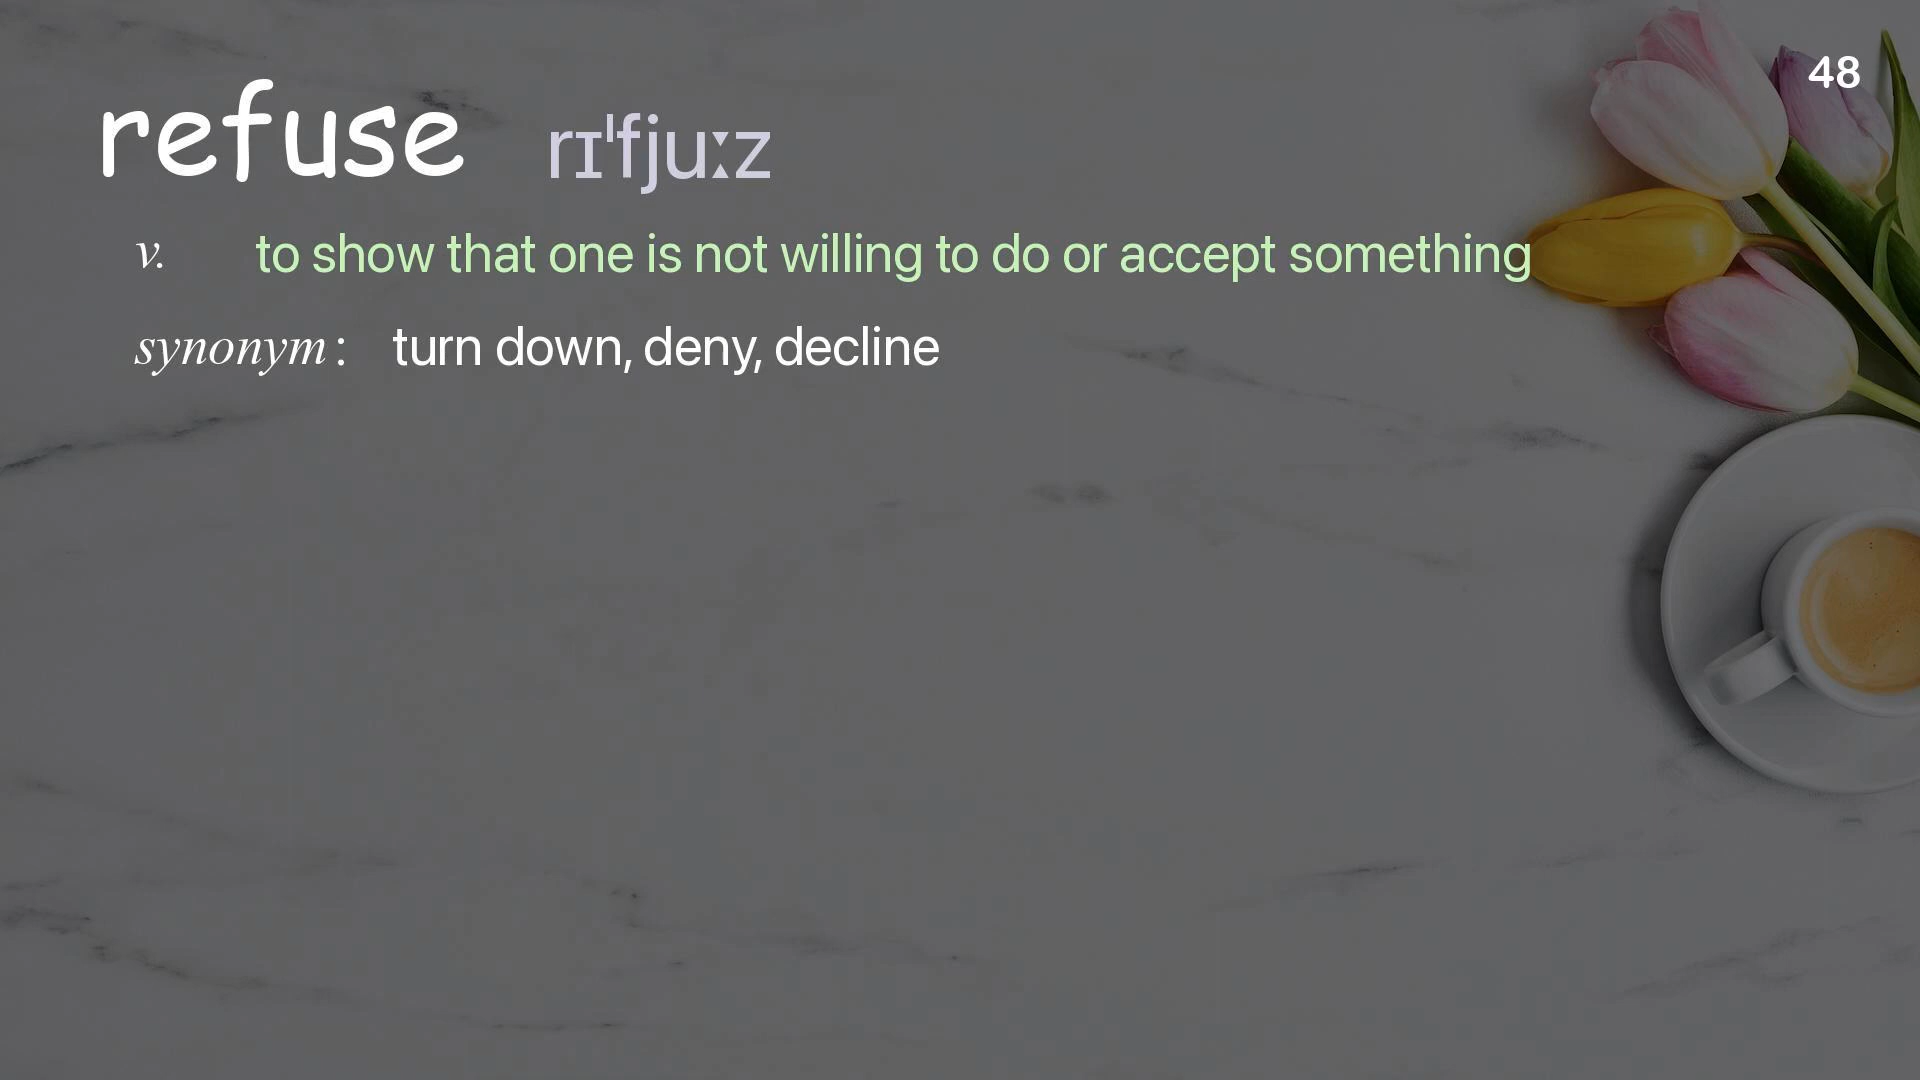 48
refuse rɪˈfjuːz
v. to show that one is not willing to do or accept something
synonym: turn down, deny, decline